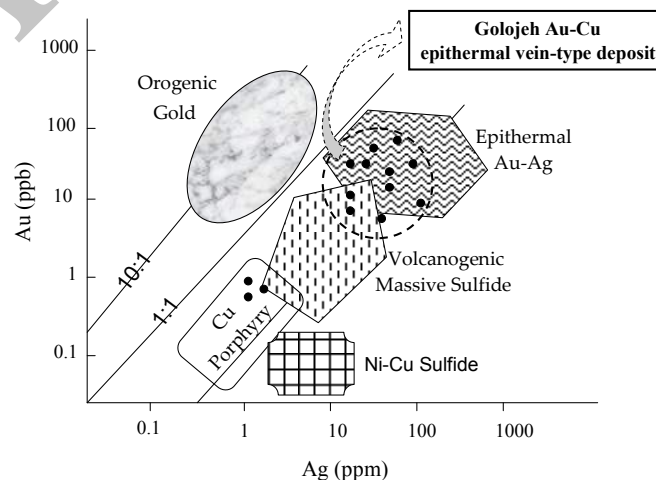 Golojeh Au-Cu
epithermal vein-type deposit
1000
100
10
1
0.1
Au (ppb)
Orogenic
Gold
Epithermal
Au-Ag
Volcanogenic
Massive Sulfide
10:1
1:1
Cu
Porphyry
Ni-Cu Sulfide
0.1
1
10
100
1000
Ag (ppm)